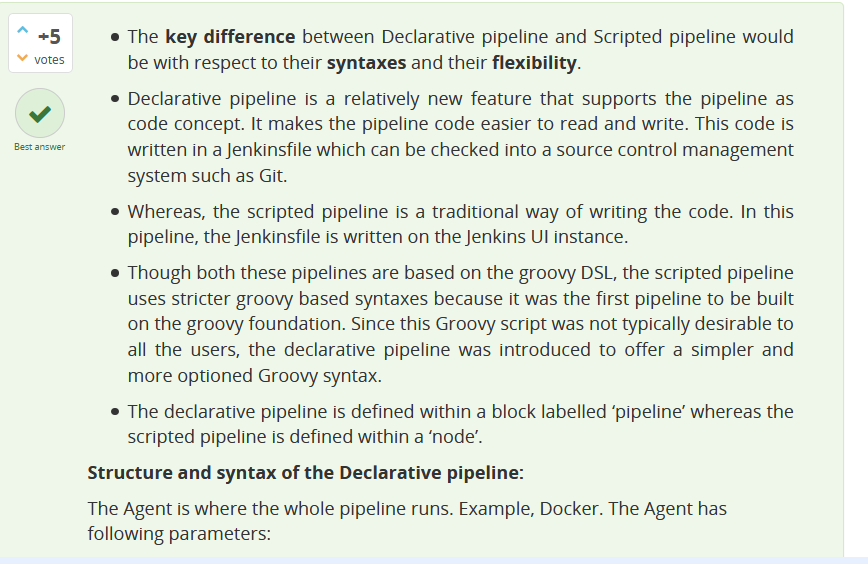 +5
votes
Best answer
• The key difference between Declarative pipeline and Scripted pipeline would
be with respect to their syntaxes and their flexibility.
• Declarative pipeline is a relatively new feature that supports the pipeline as
code concept. It makes the pipeline code easier to read and write. This code is
written in a Jenkinsfile which can be checked into a source control management
system such as Git.
• Whereas, the scripted pipeline is a traditional way of writing the code. In this
pipeline, the Jenkinsfile is written on the Jenkins UI instance.
• Though both these pipelines are based on the groovy DSL, the scripted pipeline
uses stricter groovy based syntaxes because it was the first pipeline to be built
on the groovy foundation. Since this Groovy script was not typically desirable to
all the users, the declarative pipeline was introduced to offer a simpler and
more optioned Groovy syntax.
• The declarative pipeline is defined within a block labelled ‘pipeline’ whereas the
scripted pipeline is defined within a ‘node’.
Structure and syntax of the Declarative pipeline:
The Agent is where the whole pipeline runs. Example, Docker. The Agent has
following parameters: